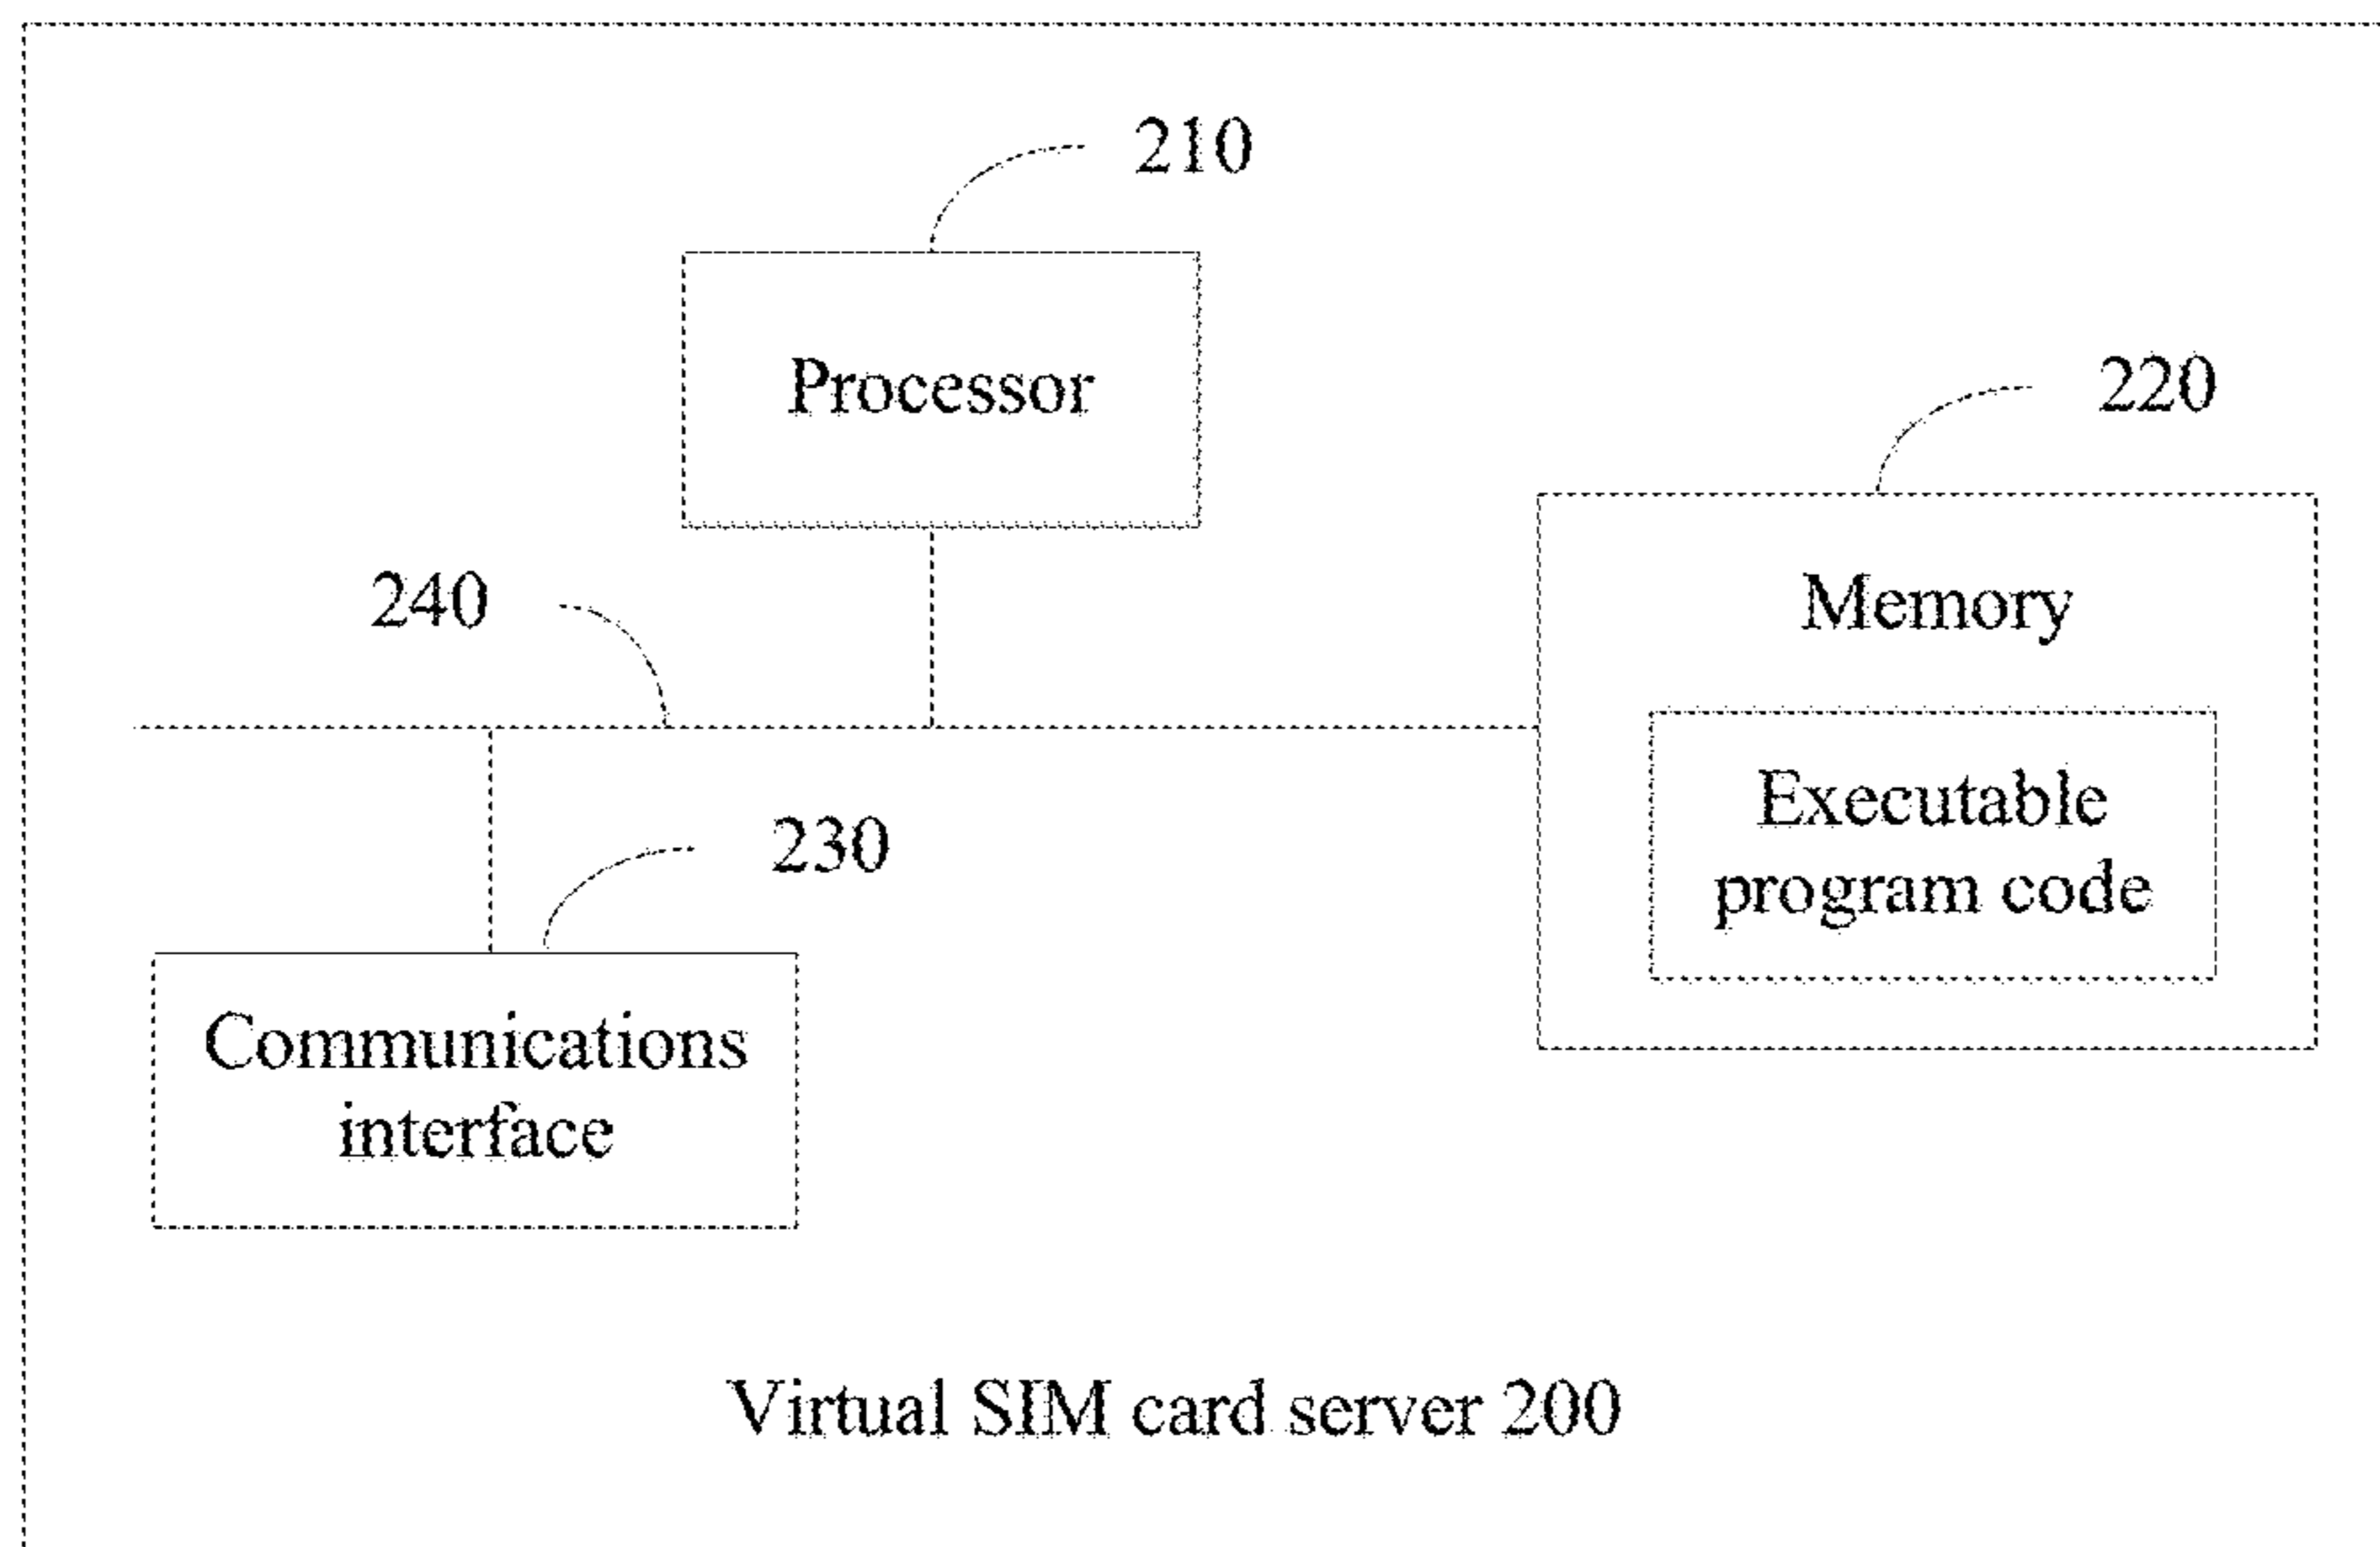 210
Processor
220
240
Memory
Executable
program code
230
Communications
interface
Virtual SIM card server 200